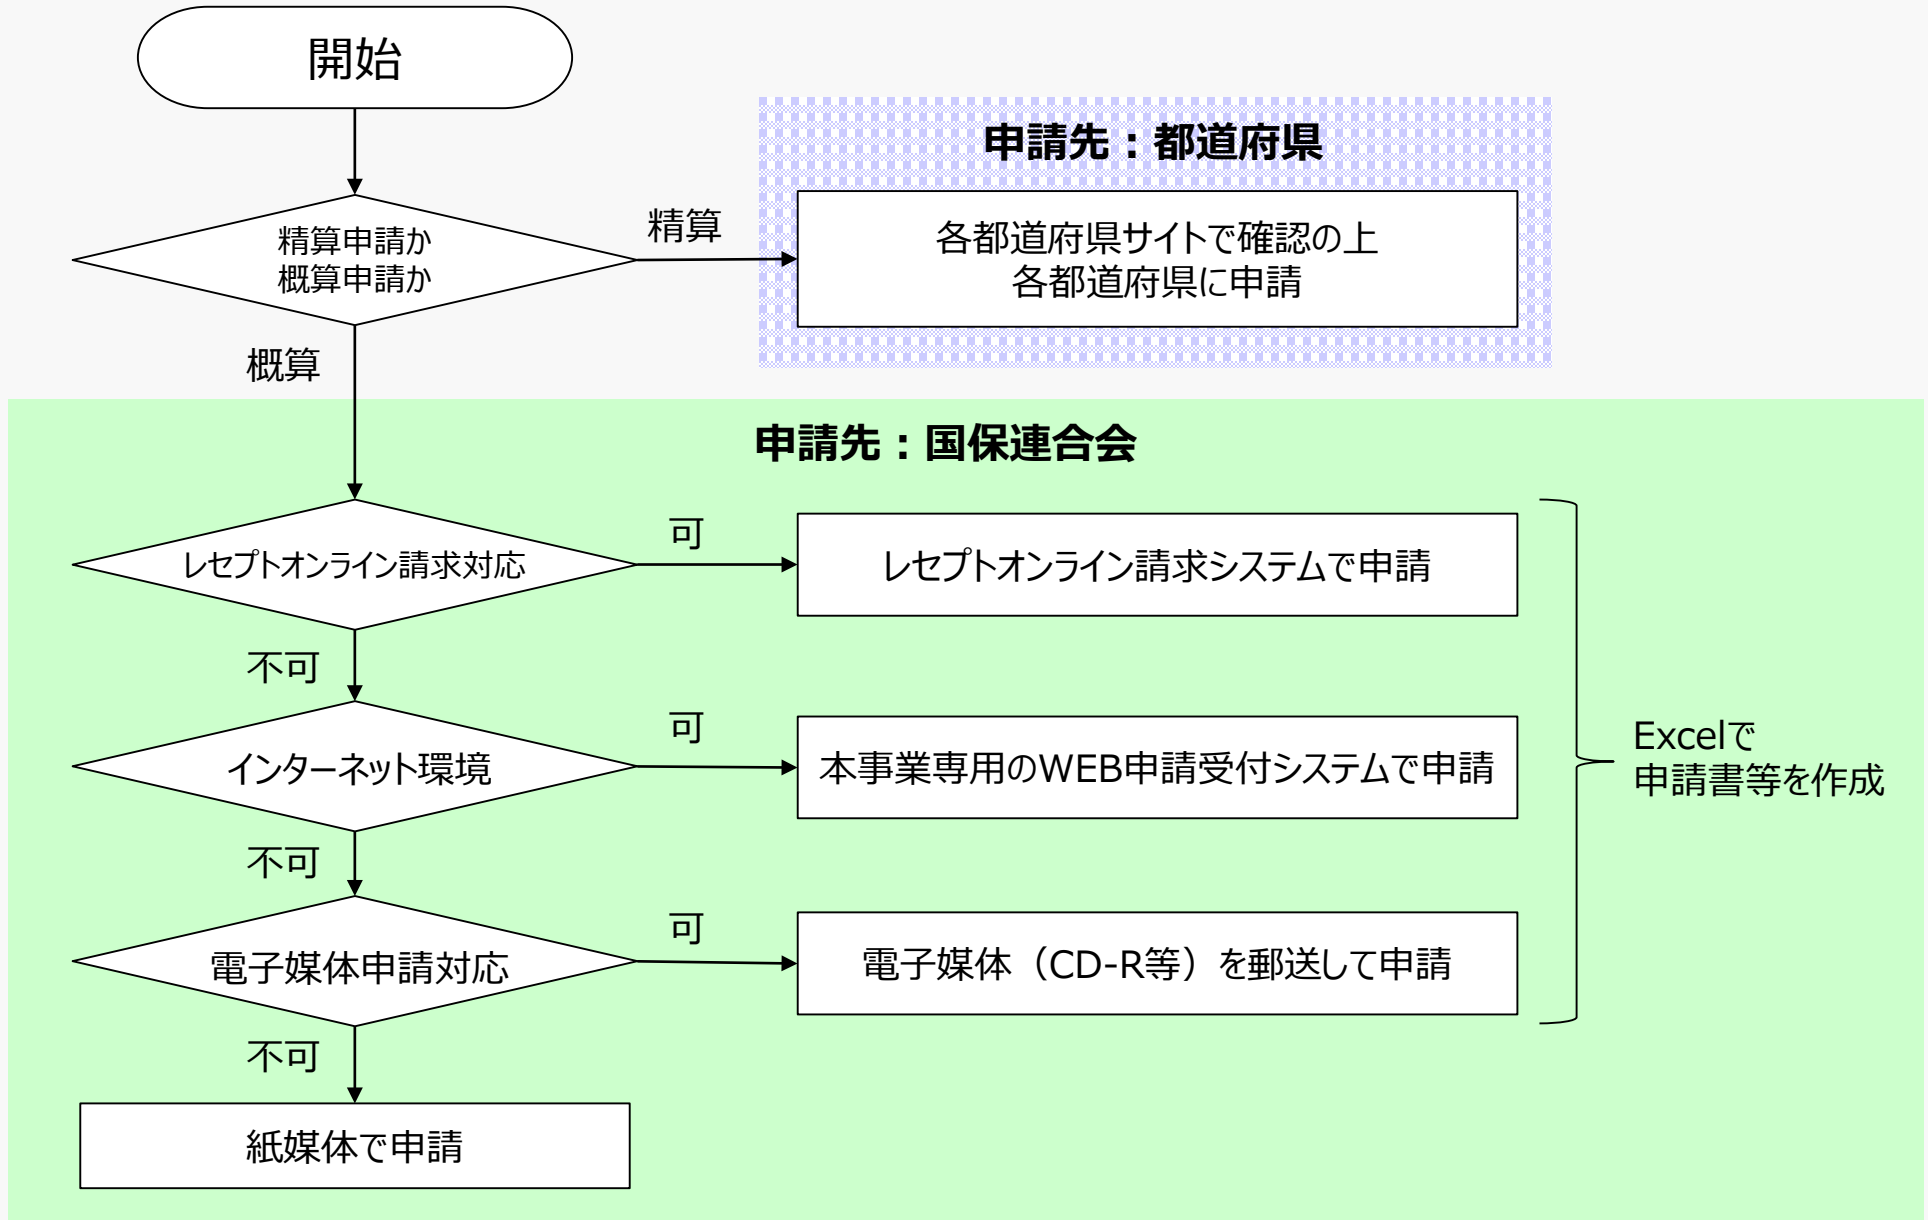 開始
申請先：都道府県
精算申請か
概算申請か
精算
各都道府県サイトで確認の上
各都道府県に申請
概算
申請先：国保連合会
レセプトオンライン請求対応
可
レセプトオンライン請求システムで申請
不可
インターネット環境
可
本事業専用のWEB申請受付システムで申請
Excelで
申請書等を作成
不可
電子媒体申請対応
可
電子媒体（CD-R等）を郵送して申請
不可
紙媒体で申請